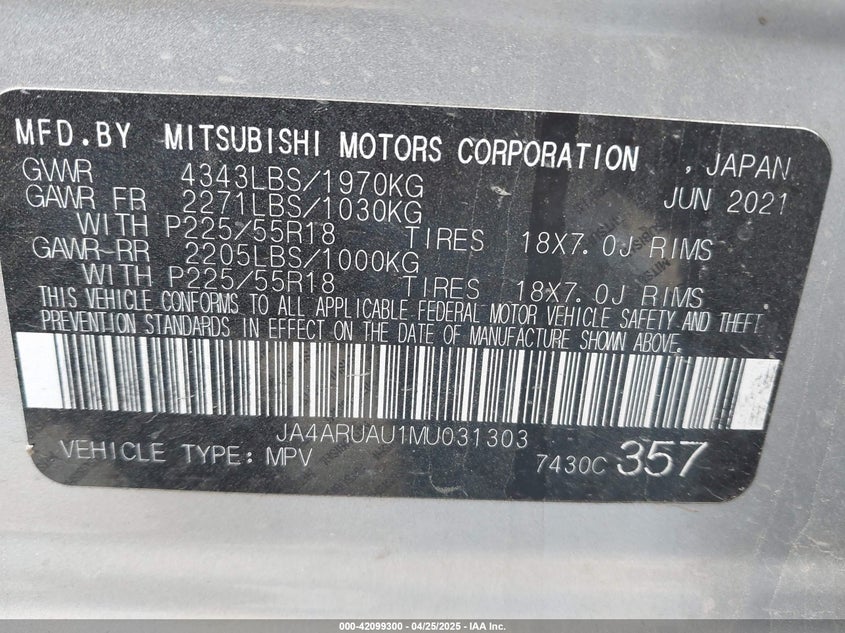 MFD.BY MITSUBISHI MOTORS CORPORATION , JAPAN
GVWR 4343LBS/1970KG JUN 2021
GAWR FR 2271LBS/1030KG
WITH P225/55R18 TIRES 18X7.0J RIMS
GAWR-RR 2205LBS/1000KG
WITH P225/55R18 TIRES 18X7.0J RIMS
THIS VEHICLE CONFORMS TO ALL APPLICABLE FEDERAL MOTOR VEHICLE SAFETY AND THEFT
PREVENTION STANDARDS IN EFFECT ON THE DATE OF MANUFACTURE SHOWN ABOVE.
JA4ARUAU1MU031303
VEHICLE TYPE: MPV 7430C 357
000-42099300 - 04/25/2025 - IAA Inc.